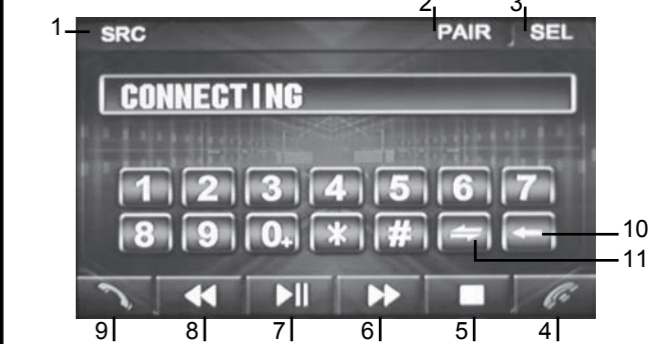 2 3
1 SRC PAIR SEL
CONNECTING
1 2 3 4 5 6 7
8 9 0+ * # 10
11
9 8 7 6 5 4